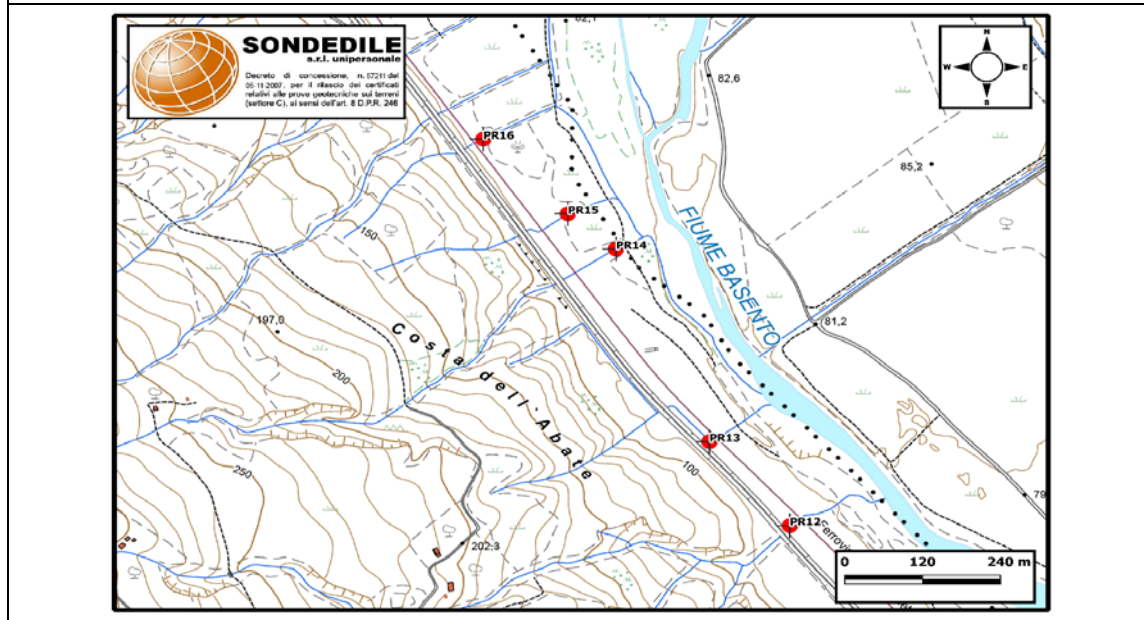 SONDEDILE
s.r.l. unipersonale
Decreto di concessione, n. 57211 del
05-11-2007, per il rilascio dei certificati
relativi alle prove geotecniche sui terreni
(settore C), ai sensi dell'art. 8 D.P.R. 246
N
W E
S
82,6
85,2
PR16
PR15
150
PR14
FIUME BASENTO
197,0
81,2
Costa dell'Abate
200
PR13
250
100
79
PR12
202,3
0 120 240 m